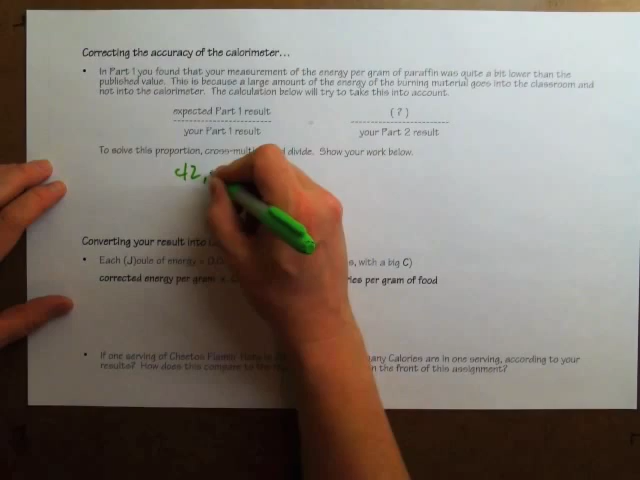 Correcting the accuracy of the calorimeter...
• In Part 1 you found that your measurement of the energy per gram of paraffin was quite a bit lower than the
published value. This is because a large amount of the energy of the burning material goes into the classroom and
not into the calorimeter. The calculation below will try to take this into account.
expected Part 1 result
your Part 1 result
( ? )
your Part 2 result
To solve this proportion, cross-multi d divide. Show your work below.
42,
Converting your result into
• Each (J)oule of energy = 0.0 s, with a big C)
corrected energy per gram × per gram of food
• If one serving of Cheetos Flamin' any Calories are in one serving, according to your
results? How does this compare to the n the front of this assignment?